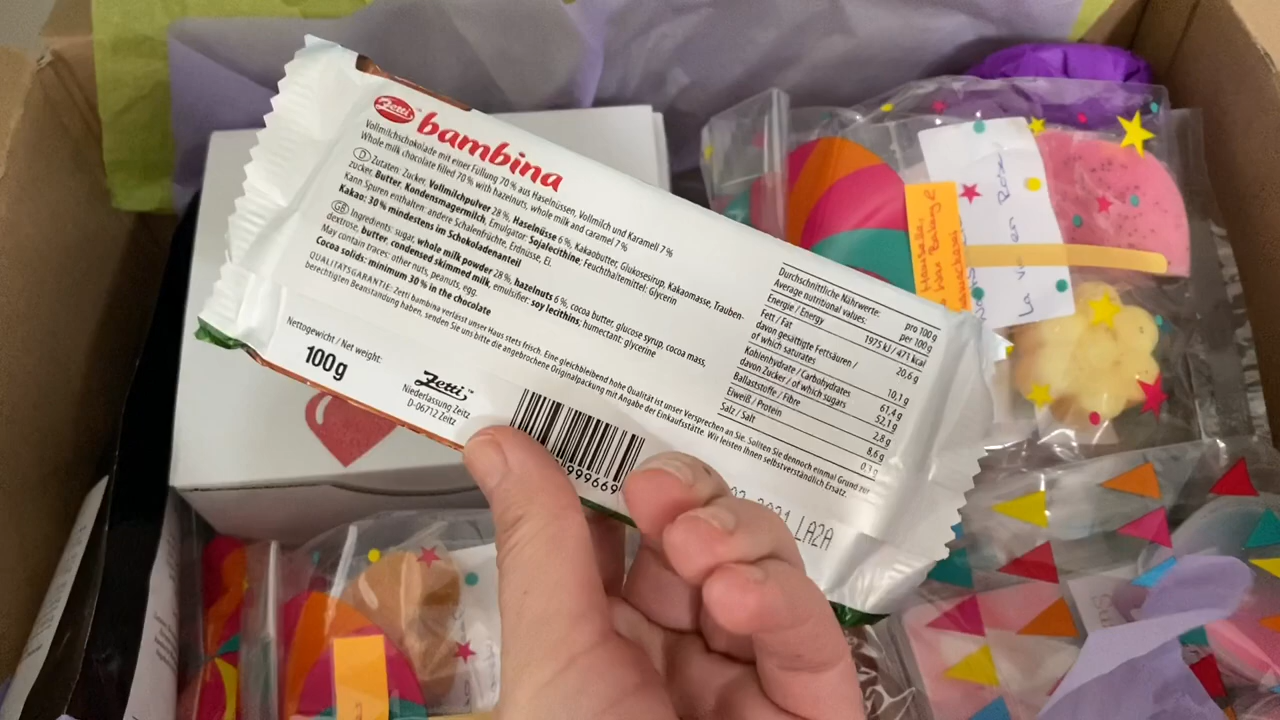 Zetti
bambina
Vollmilchschokolade mit einer Füllung 70 % aus Haselnüssen, Vollmilch und Karamell 7 %
Whole milk chocolate filled 70 % with hazelnuts, whole milk and caramel 7 %
D Zutaten: Zucker, Vollmilchpulver 28 %, Haselnüsse 6 %, Kakaobutter, Glukosesirup, Kakaomasse, Trauben-
zucker, Butter, Kondensmagermilch, Emulgator: Sojalecithine; Feuchthaltemittel: Glycerin
Kann Spuren enthalten: andere Schalenfrüchte, Erdnüsse, Ei.
Kakao: 30 % mindestens im Schokoladenanteil
GB Ingredients: sugar, whole milk powder 28 %, hazelnuts 6 %, cocoa butter, glucose syrup, cocoa mass,
dextrose, butter, condensed skimmed milk, emulsifier: soy lecithins; humectant: glycerine
May contain traces: other nuts, peanuts, egg.
Cocoa solids: minimum 30 % in the chocolate
QUALITÄTSGARANTIE: Zetti bambina verlässt unser Haus stets frisch. Eine gleichbleibend hohe Qualität ist unser Versprechen an Sie. Sollten Sie dennoch einmal Grund zur
berechtigten Beanstandung haben, senden Sie uns bitte die angebrochene Originalpackung mit Angabe der Einkaufsstätte. Wir leisten Ihnen selbstverständlich Ersatz.
Nettogewicht / Net weight:
100g
Zetti
Niederlassung Zeitz
D-06712 Zeitz
99669
Durchschnittliche Nährwerte: pro 100 g
Average nutritional values: per 100 g
Energie / Energy 1975 kJ / 471 kcal
Fett / Fat 20,6 g
davon gesättigte Fettsäuren /
of which saturates 10,1 g
Kohlenhydrate / Carbohydrates 61,4 g
davon Zucker / of which sugars 52,1 g
Ballaststoffe / Fibre 2,8 g
Eiweiß / Protein 8,6 g
Salz / Salt 0,3 g
2021 LA2A
La Vie en Rose